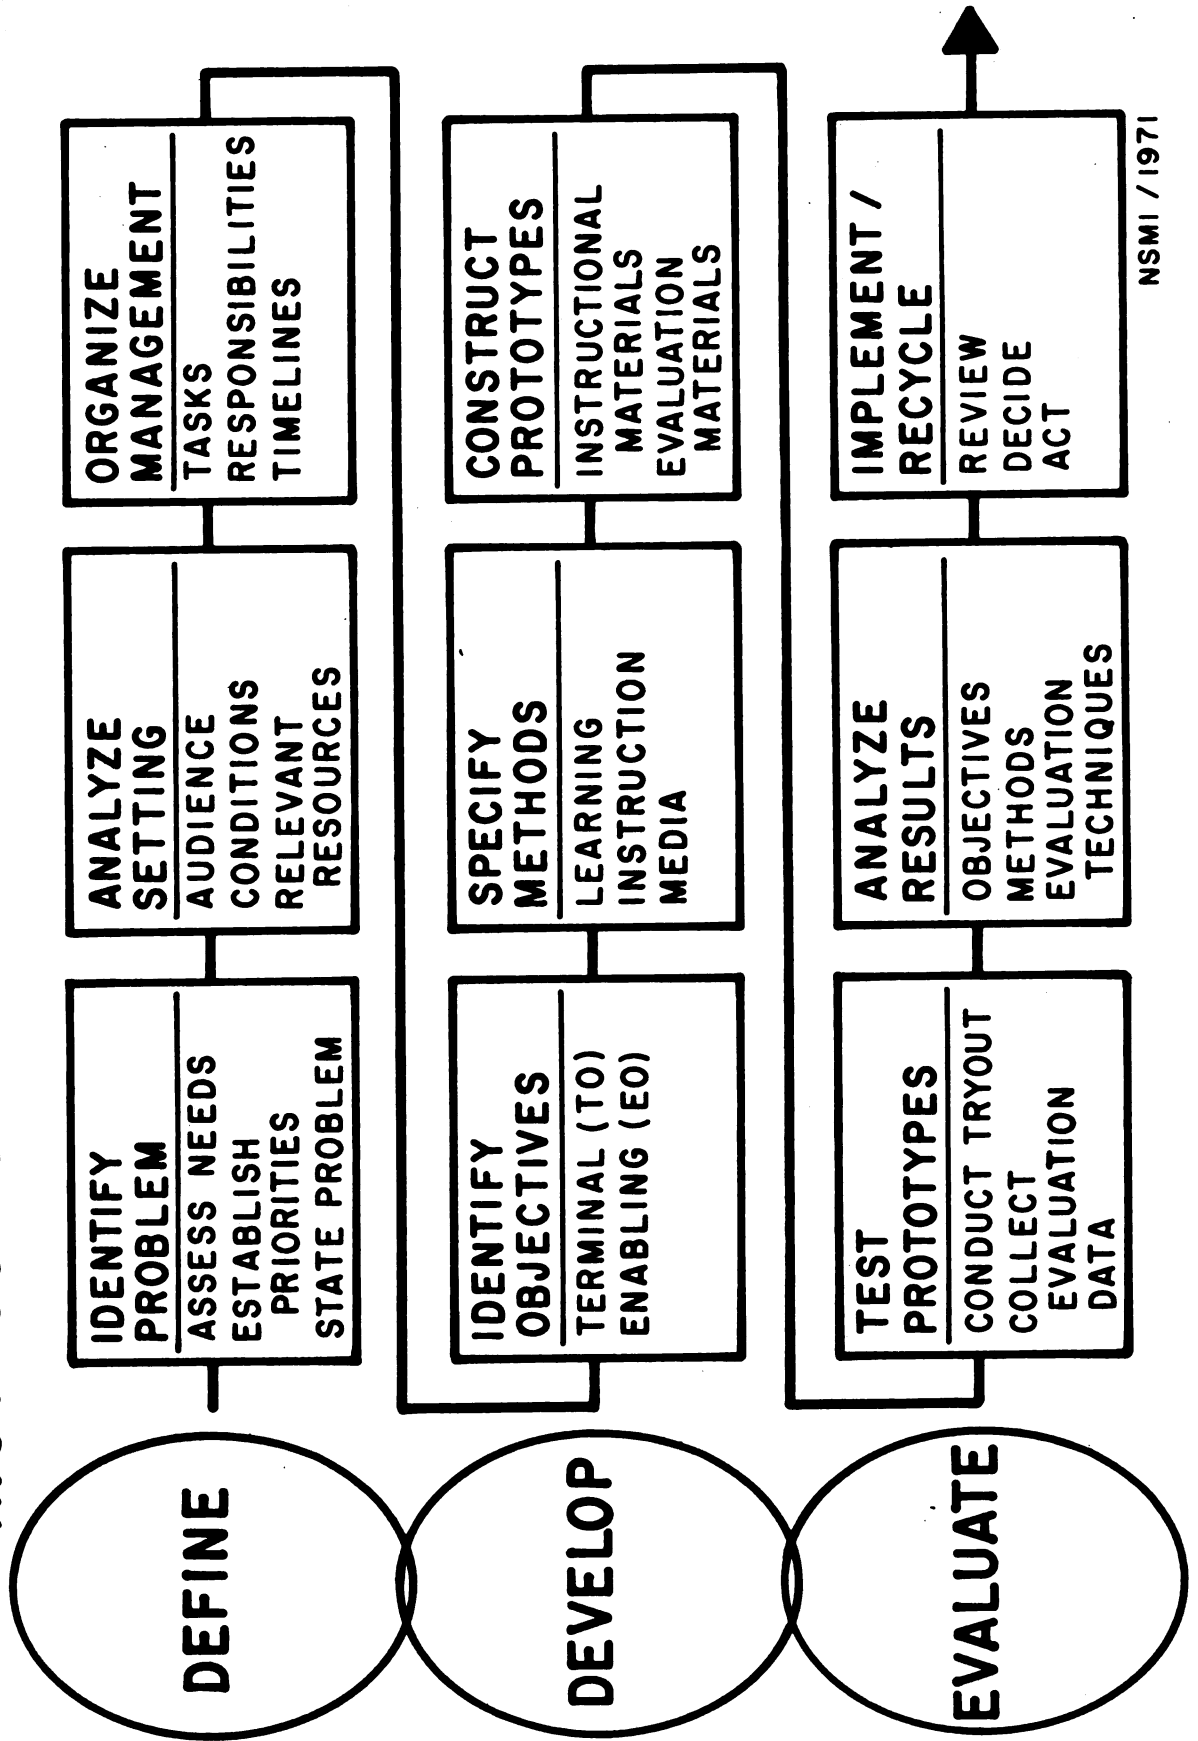 DEFINE
IDENTIFY
PROBLEM
ASSESS NEEDS
ESTABLISH
PRIORITIES
STATE PROBLEM
ANALYZE
SETTING
AUDIENCE
CONDITIONS
RELEVANT
RESOURCES
ORGANIZE
MANAGEMENT
TASKS
RESPONSIBILITIES
TIMELINES
DEVELOP
IDENTIFY
OBJECTIVES
TERMINAL (TO)
ENABLING (EO)
SPECIFY
METHODS
LEARNING
INSTRUCTION
MEDIA
CONSTRUCT
PROTOTYPES
INSTRUCTIONAL
MATERIALS
EVALUATION
MATERIALS
EVALUATE
TEST
PROTOTYPES
CONDUCT TRYOUT
COLLECT
EVALUATION
DATA
ANALYZE
RESULTS
OBJECTIVES
METHODS
EVALUATION
TECHNIQUES
IMPLEMENT /
RECYCLE
REVIEW
DECIDE
ACT
NSMI / 1971